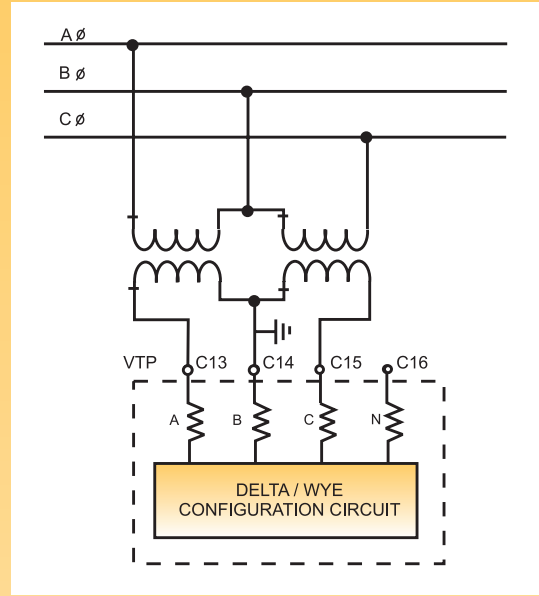 A ø
B ø
C ø
VTP C13 C14 C15 C16
A B C N
DELTA / WYE
CONFIGURATION CIRCUIT